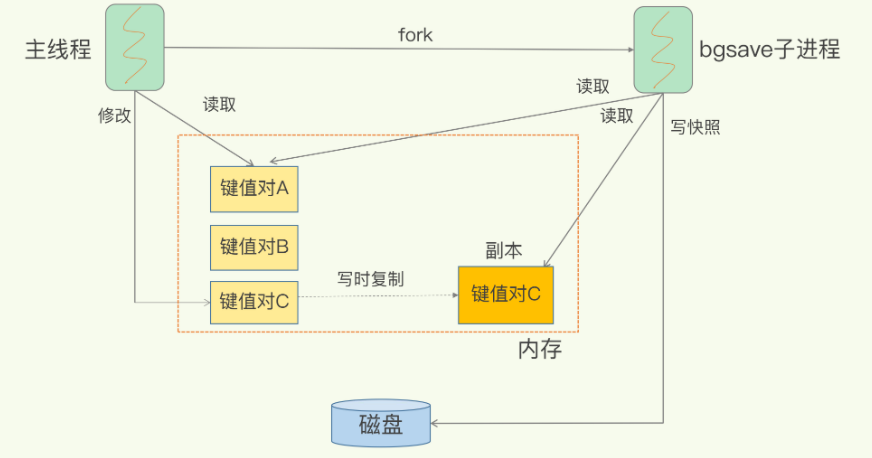 fork
主线程
bgsave子进程
修改
读取
读取
读取
写快照
键值对A
键值对B
副本
键值对C
写时复制
键值对C
内存
磁盘